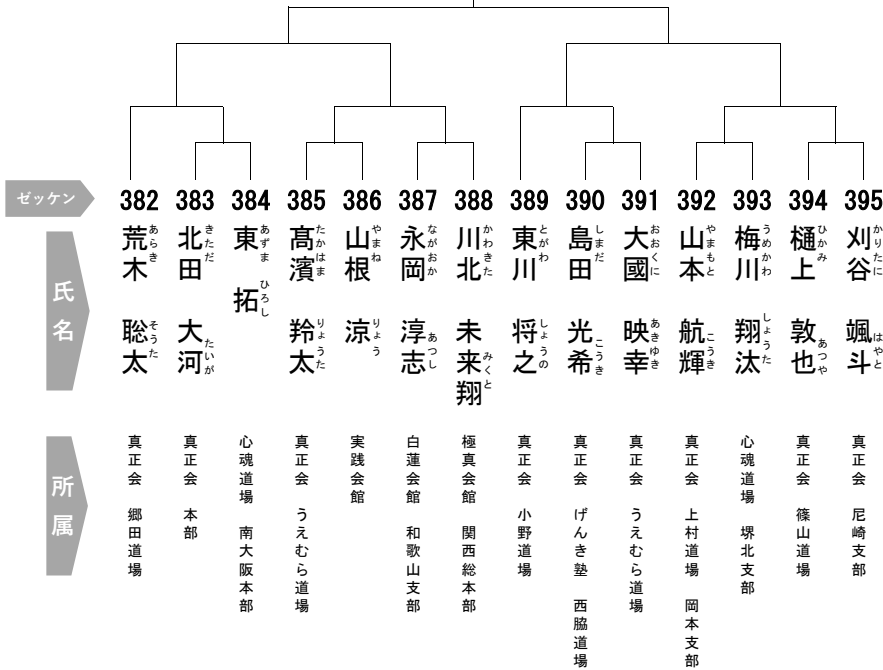 ゼッケン
382 383 384 385 386 387 388 389 390 391 392 393 394 395
氏名
荒木 聡太
あらき そうた
北田 大河
きただ たいが
東 拓
あずま ひろし
髙濱 羚太
たかはま りょうた
山根 涼
やまね りょう
永岡 淳志
ながおか あつし
川北 未来翔
かわきた みくと
東川 将之
とがわ しょうの
島田 光希
しまだ こうき
大國 映幸
おおくに あきゆき
山本 航輝
やまもと こうき
梅川 翔汰
うめかわ しょうた
樋上 敦也
ひかみ あつや
刈谷 颯斗
かりたに はやと
所属
真正会 郷田道場
真正会 本部
心魂道場 南大阪本部
真正会 うえむら道場
実践会館
白蓮会館 和歌山支部
極真会館 関西総本部
真正会 小野道場
真正会 げんき塾 西脇道場
真正会 うえむら道場
真正会 上村道場 岡本支部
心魂道場 堺北支部
真正会 篠山道場
真正会 尼崎支部